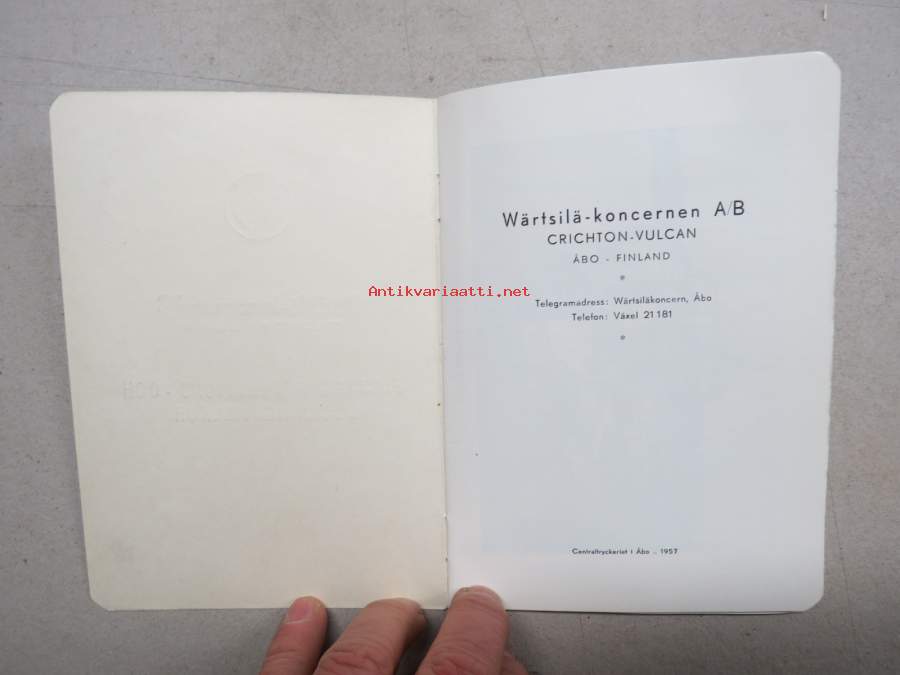 Wärtsilä-koncernen A/B
CRICHTON-VULCAN
ÅBO - FINLAND
*
Antikvariaatti.net
Telegramadress: Wärtsiläkoncern, Åbo
Telefon: Växel 21 181
*
Centraltryckeriet i Åbo - 1957